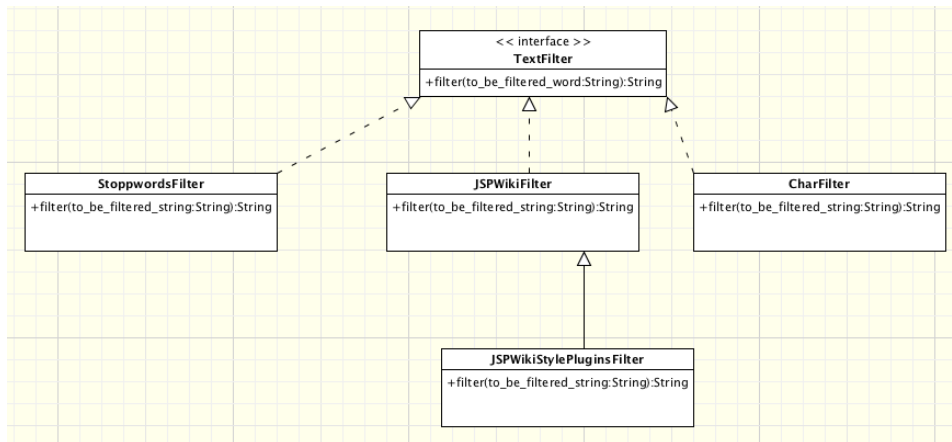 << interface >>
TextFilter
+filter(to_be_filtered_word:String):String
StoppwordsFilter
+filter(to_be_filtered_string:String):String
JSPWikiFilter
+filter(to_be_filtered_string:String):String
CharFilter
+filter(to_be_filtered_string:String):String
JSPWikiStylePluginsFilter
+filter(to_be_filtered_string:String):String